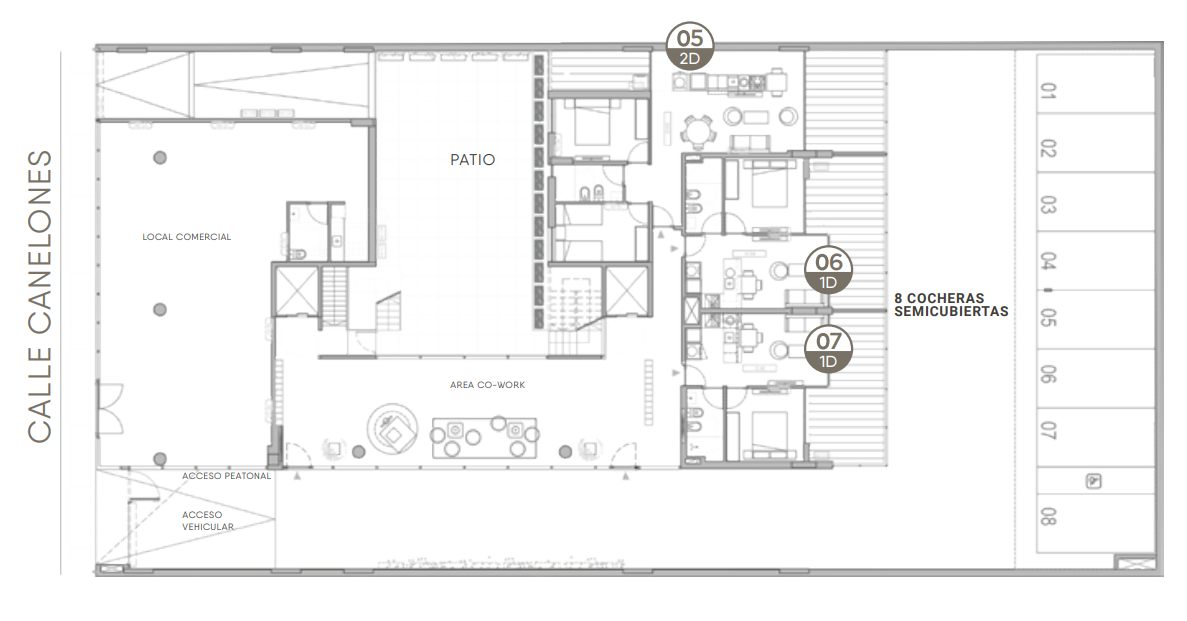 05
2D
01
02
03
04
05
06
07
08
PATIO
CALLE CANELONES
LOCAL COMERCIAL
06
1D
8 COCHERAS
SEMICUBIERTAS
07
1D
AREA CO-WORK
ACCESO PEATONAL
ACCESO
VEHICULAR